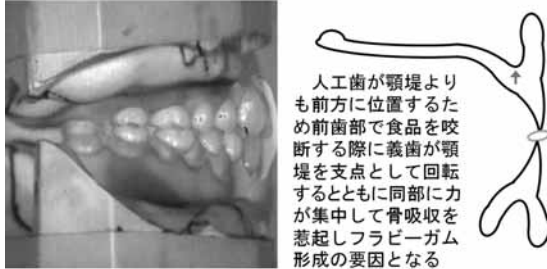 人工歯が顎堤より
も前方に位置するた
め前歯部で食品を咬
断する際に義歯が顎
堤を支点として回転
するとともに同部に力
が集中して骨吸収を
惹起しフラビーガム
形成の要因となる